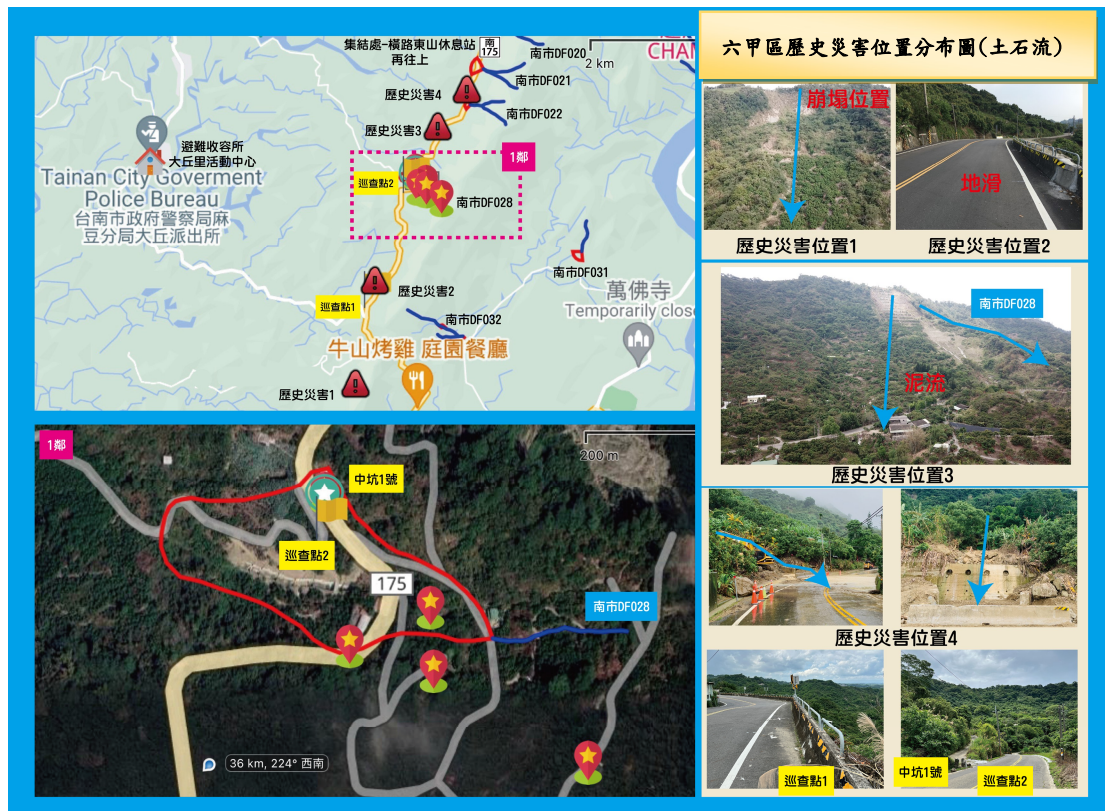 六甲區歷史災害位置分布圖(土石流)
集結處-橫路東山休息站
再往上
南
175
南市DF020
2 km
CHAM
南市DF021
歷史災害4
南市DF022
歷史災害3
避難收容所
大丘里活動中心
1鄰
Tainan City Goverment
Police Bureau
台南市政府警察局麻
豆分局大丘派出所
巡查點2
南市DF028
南市DF031
歷史災害2
萬佛寺
Temporarily close
巡查點1
南市DF032
牛山烤雞 庭園餐廳
歷史災害1
1鄰
200 m
中坑1號
巡查點2
175
南市DF028
36 km, 224° 西南
崩塌位置
地滑
歷史災害位置1
歷史災害位置2
南市DF028
泥流
歷史災害位置3
歷史災害位置4
巡查點1
中坑1號
巡查點2